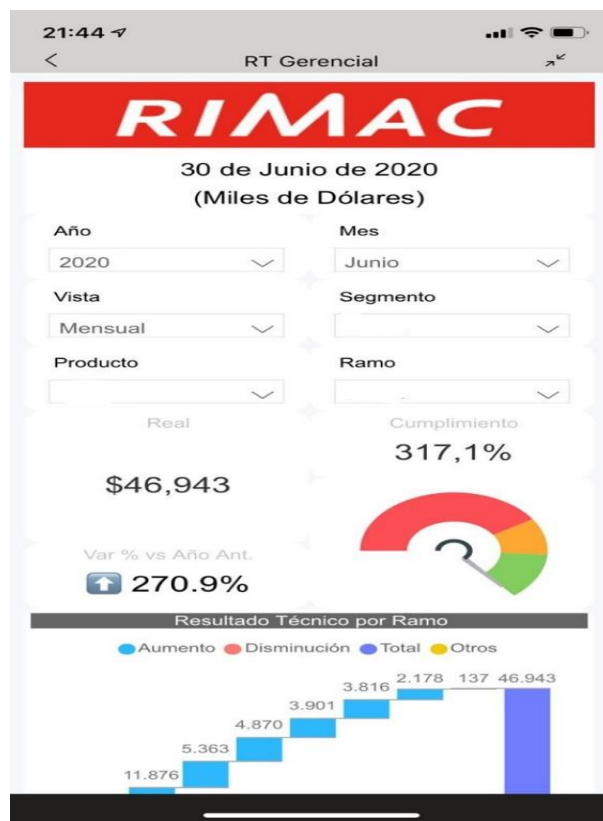 21:44
RT Gerencial
RIMAC
30 de Junio de 2020
(Miles de Dólares)
Año
Mes
2020
Junio
Vista
Segmento
Mensual
Producto
Ramo
Real
Cumplimiento
317,1%
$46,943
Var % vs Año Ant.
270.9%
Resultado Técnico por Ramo
Aumento Disminución Total Otros
2.178 137 46.943
3.816
3.901
4.870
5.363
11.876